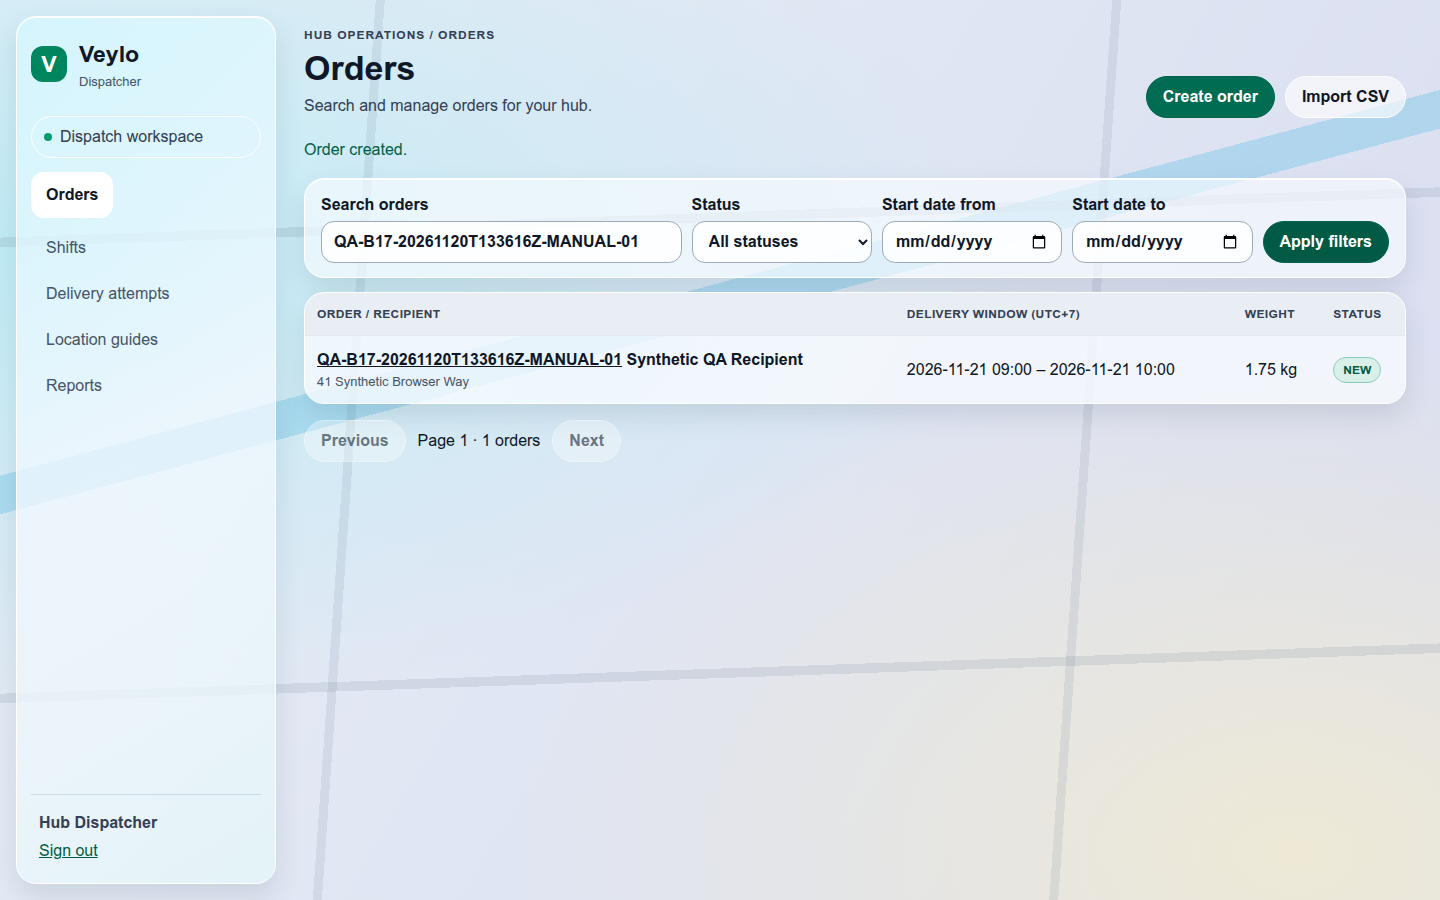 V
Veylo
Dispatcher
Dispatch workspace
Orders
Shifts
Delivery attempts
Location guides
Reports
Hub Dispatcher
Sign out
HUB OPERATIONS / ORDERS
Orders
Search and manage orders for your hub.
Create order
Import CSV
Order created.
Search orders
Status
Start date from
Start date to
QA-B17-20261120T133616Z-MANUAL-01
All statuses
mm/dd/yyyy
mm/dd/yyyy
Apply filters
ORDER / RECIPIENT
DELIVERY WINDOW (UTC+7)
WEIGHT
STATUS
QA-B17-20261120T133616Z-MANUAL-01 Synthetic QA Recipient
41 Synthetic Browser Way
2026-11-21 09:00 – 2026-11-21 10:00
1.75 kg
NEW
Previous
Page 1 · 1 orders
Next